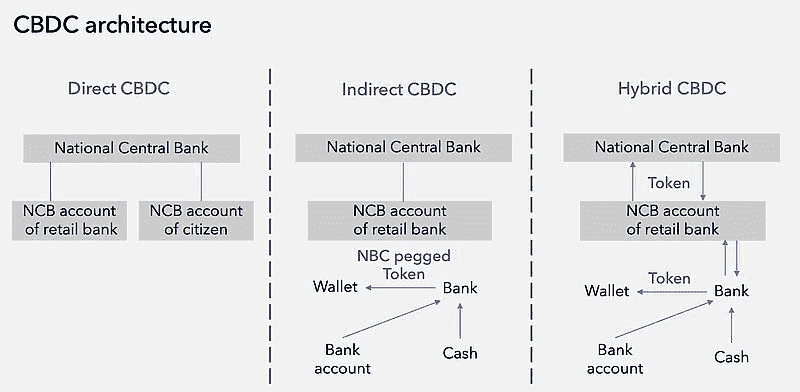 CBDC architecture
Direct CBDC
National Central Bank
NCB account
of retail bank
NCB account
of citizen
Indirect CBDC
National Central Bank
NCB account
of retail bank
NBC pegged
Token
Wallet
Bank
Bank
account
Cash
Hybrid CBDC
National Central Bank
Token
NCB account
of retail bank
Token
Wallet
Bank
Bank
account
Cash